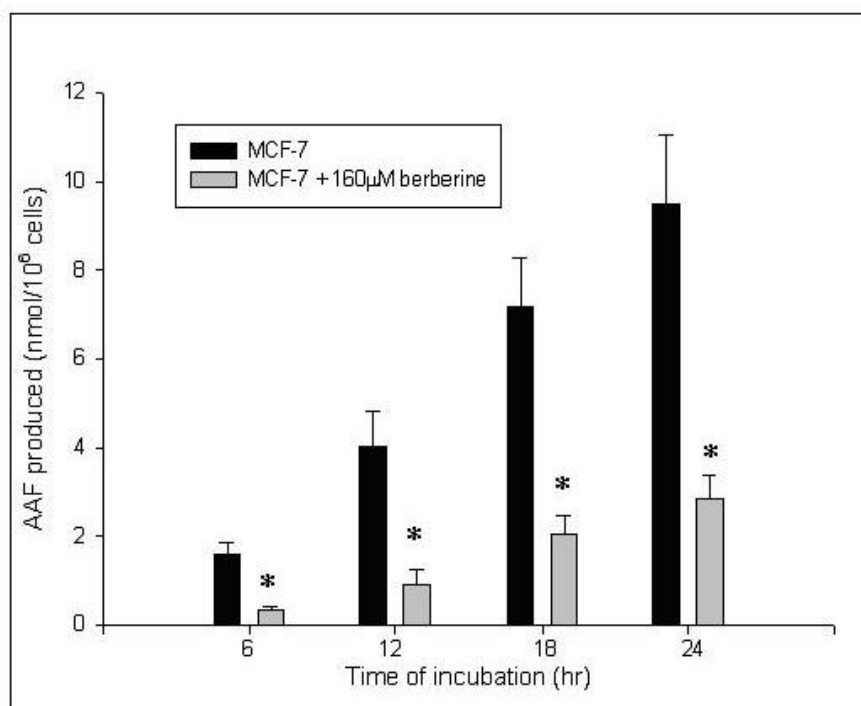 12
10
8
6
4
2
0
AAF produced (nmol/10⁶ cells)
MCF-7
MCF-7 +160µM berberine
*
*
*
*
6 12 18 24
Time of incubation (hr)